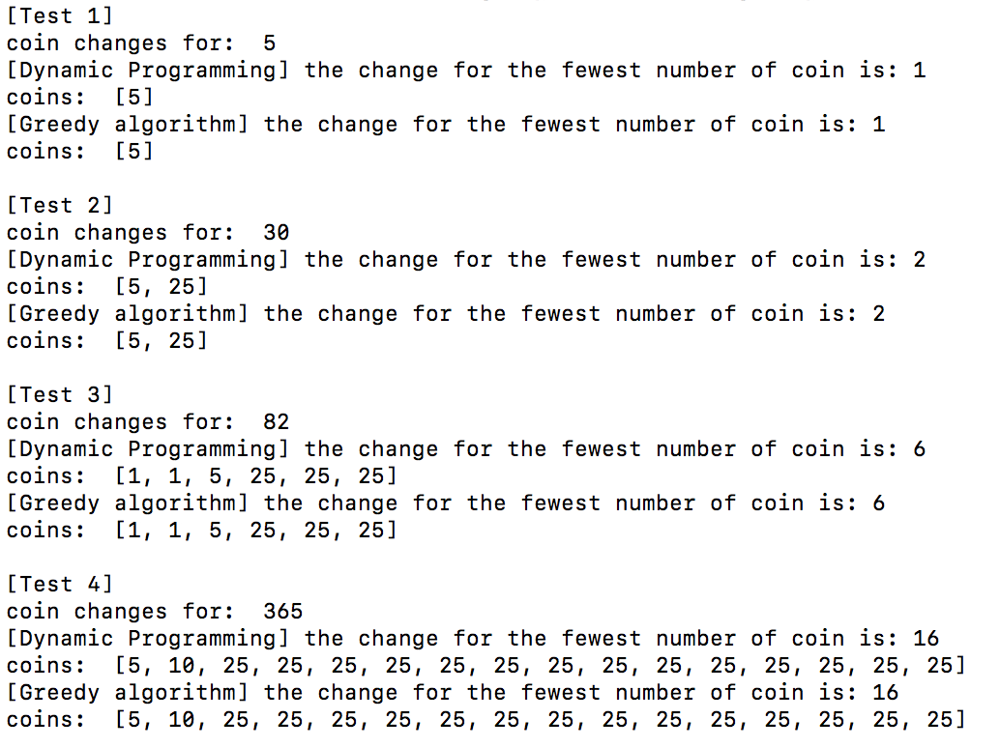 [Test 1]
coin changes for:  5
[Dynamic Programming] the change for the fewest number of coin is: 1
coins:  [5]
[Greedy algorithm] the change for the fewest number of coin is: 1
coins:  [5]

[Test 2]
coin changes for:  30
[Dynamic Programming] the change for the fewest number of coin is: 2
coins:  [5, 25]
[Greedy algorithm] the change for the fewest number of coin is: 2
coins:  [5, 25]

[Test 3]
coin changes for:  82
[Dynamic Programming] the change for the fewest number of coin is: 6
coins:  [1, 1, 5, 25, 25, 25]
[Greedy algorithm] the change for the fewest number of coin is: 6
coins:  [1, 1, 5, 25, 25, 25]

[Test 4]
coin changes for:  365
[Dynamic Programming] the change for the fewest number of coin is: 16
coins:  [5, 10, 25, 25, 25, 25, 25, 25, 25, 25, 25, 25, 25, 25, 25, 25]
[Greedy algorithm] the change for the fewest number of coin is: 16
coins:  [5, 10, 25, 25, 25, 25, 25, 25, 25, 25, 25, 25, 25, 25, 25, 25]